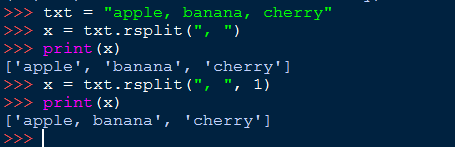 >>> txt = "apple, banana, cherry"
>>> x = txt.rsplit(", ")
>>> print(x)
['apple', 'banana', 'cherry']
>>> x = txt.rsplit(", ", 1)
>>> print(x)
['apple, banana', 'cherry']
>>>